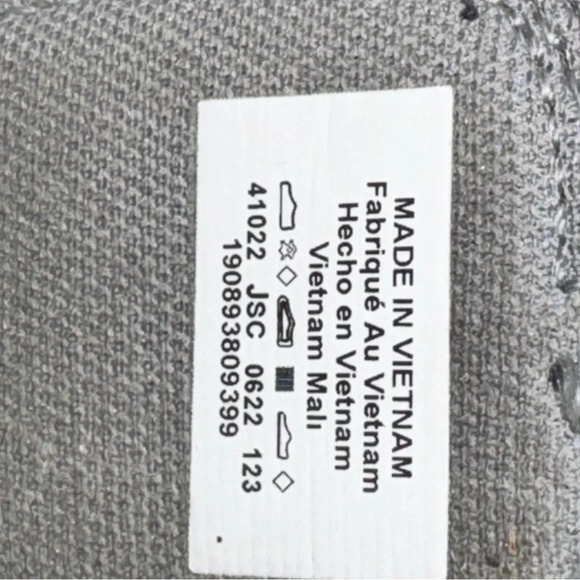 MADE IN VIETNAM
Fabriqué Au Vietnam
Hecho en Vietnam
Vietnam Malı
41022 JSC 0622 123
190893809399